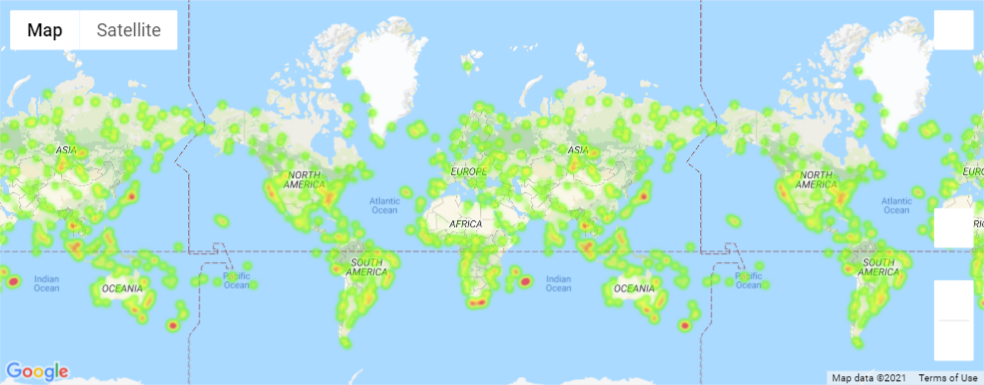 Map Satellite
ASIA ASIA
EUROPE EURO
NORTH
AMERICA
NORTH
AMERICA
Atlantic
Ocean
Atlantic
Ocean
AFRICA
SOUTH
AMERICA
SOUTH
AMERICA
Indian
Ocean
Pacific
Ocean
Indian
Ocean
Pacific
Ocean
OCEANIA OCEANIA
Google
Map data ©2021 Terms of Use